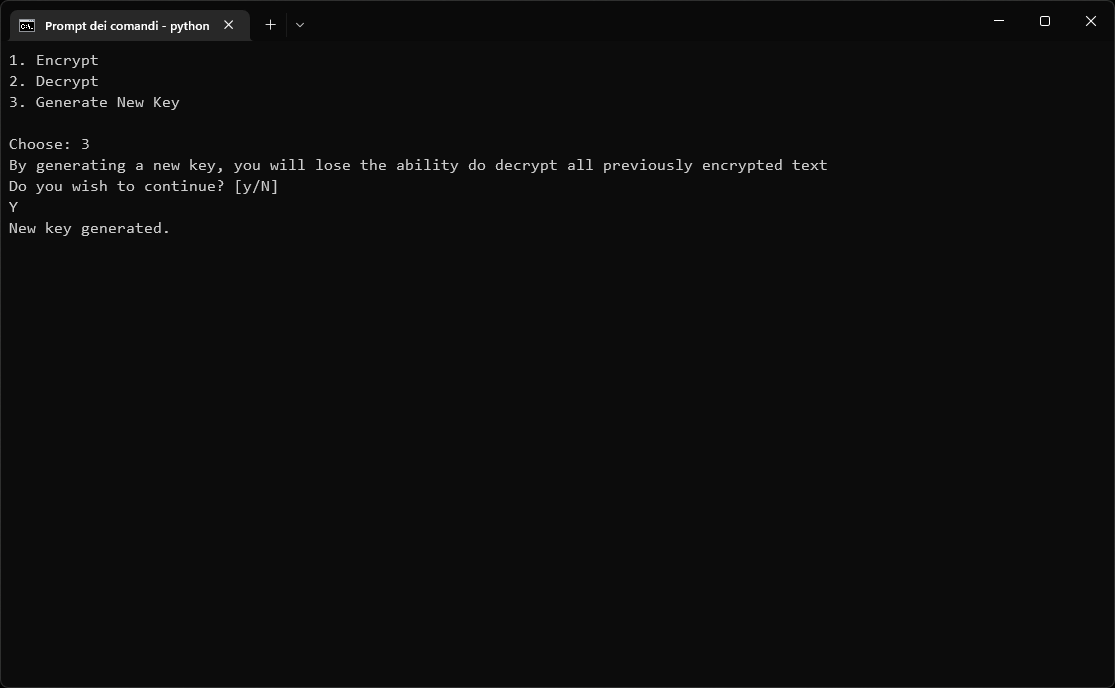 Prompt dei comandi - python
1. Encrypt
2. Decrypt
3. Generate New Key
Choose: 3
By generating a new key, you will lose the ability do decrypt all previously encrypted text
Do you wish to continue? [y/N]
Y
New key generated.